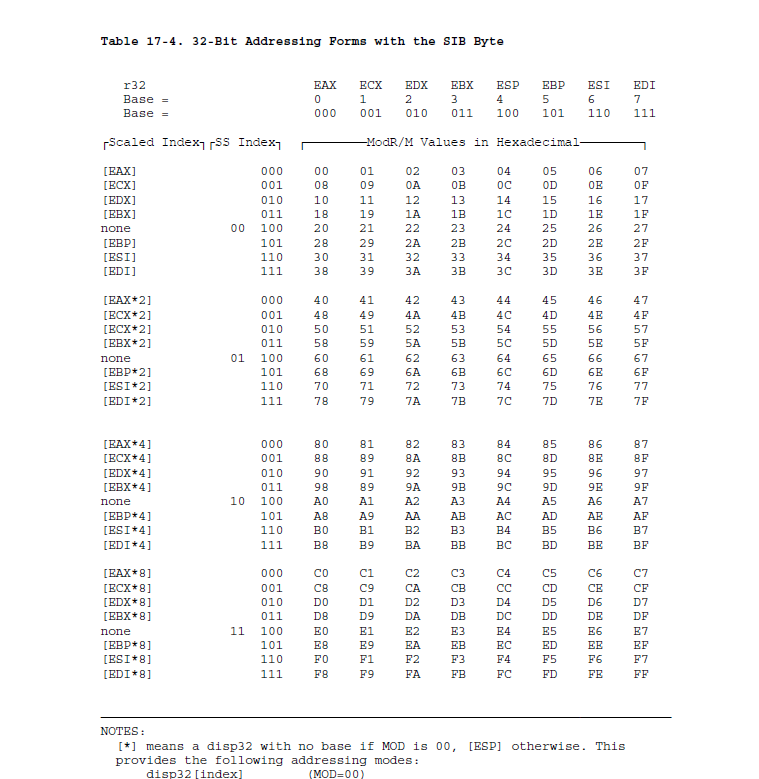 Table 17-4. 32-Bit Addressing Forms with the SIB Byte
r32 EAX ECX EDX EBX ESP EBP ESI EDI
Base = 0 1 2 3 4 5 6 7
Base = 000 001 010 011 100 101 110 111
┌Scaled Index┐┌SS Index┐ ┌───────ModR/M Values in Hexadecimal───────┐
[EAX] 000 00 01 02 03 04 05 06 07
[ECX] 001 08 09 0A 0B 0C 0D 0E 0F
[EDX] 010 10 11 12 13 14 15 16 17
[EBX] 011 18 19 1A 1B 1C 1D 1E 1F
none 00 100 20 21 22 23 24 25 26 27
[EBP] 101 28 29 2A 2B 2C 2D 2E 2F
[ESI] 110 30 31 32 33 34 35 36 37
[EDI] 111 38 39 3A 3B 3C 3D 3E 3F
[EAX*2] 000 40 41 42 43 44 45 46 47
[ECX*2] 001 48 49 4A 4B 4C 4D 4E 4F
[ECX*2] 010 50 51 52 53 54 55 56 57
[EBX*2] 011 58 59 5A 5B 5C 5D 5E 5F
none 01 100 60 61 62 63 64 65 66 67
[EBP*2] 101 68 69 6A 6B 6C 6D 6E 6F
[ESI*2] 110 70 71 72 73 74 75 76 77
[EDI*2] 111 78 79 7A 7B 7C 7D 7E 7F
[EAX*4] 000 80 81 82 83 84 85 86 87
[ECX*4] 001 88 89 8A 8B 8C 8D 8E 8F
[EDX*4] 010 90 91 92 93 94 95 96 97
[EBX*4] 011 98 89 9A 9B 9C 9D 9E 9F
none 10 100 A0 A1 A2 A3 A4 A5 A6 A7
[EBP*4] 101 A8 A9 AA AB AC AD AE AF
[ESI*4] 110 B0 B1 B2 B3 B4 B5 B6 B7
[EDI*4] 111 B8 B9 BA BB BC BD BE BF
[EAX*8] 000 C0 C1 C2 C3 C4 C5 C6 C7
[ECX*8] 001 C8 C9 CA CB CC CD CE CF
[EDX*8] 010 D0 D1 D2 D3 D4 D5 D6 D7
[EBX*8] 011 D8 D9 DA DB DC DD DE DF
none 11 100 E0 E1 E2 E3 E4 E5 E6 E7
[EBP*8] 101 E8 E9 EA EB EC ED EE EF
[ESI*8] 110 F0 F1 F2 F3 F4 F5 F6 F7
[EDI*8] 111 F8 F9 FA FB FC FD FE FF
NOTES:
[*] means a disp32 with no base if MOD is 00, [ESP] otherwise. This
provides the following addressing modes:
disp32[index] (MOD=00)